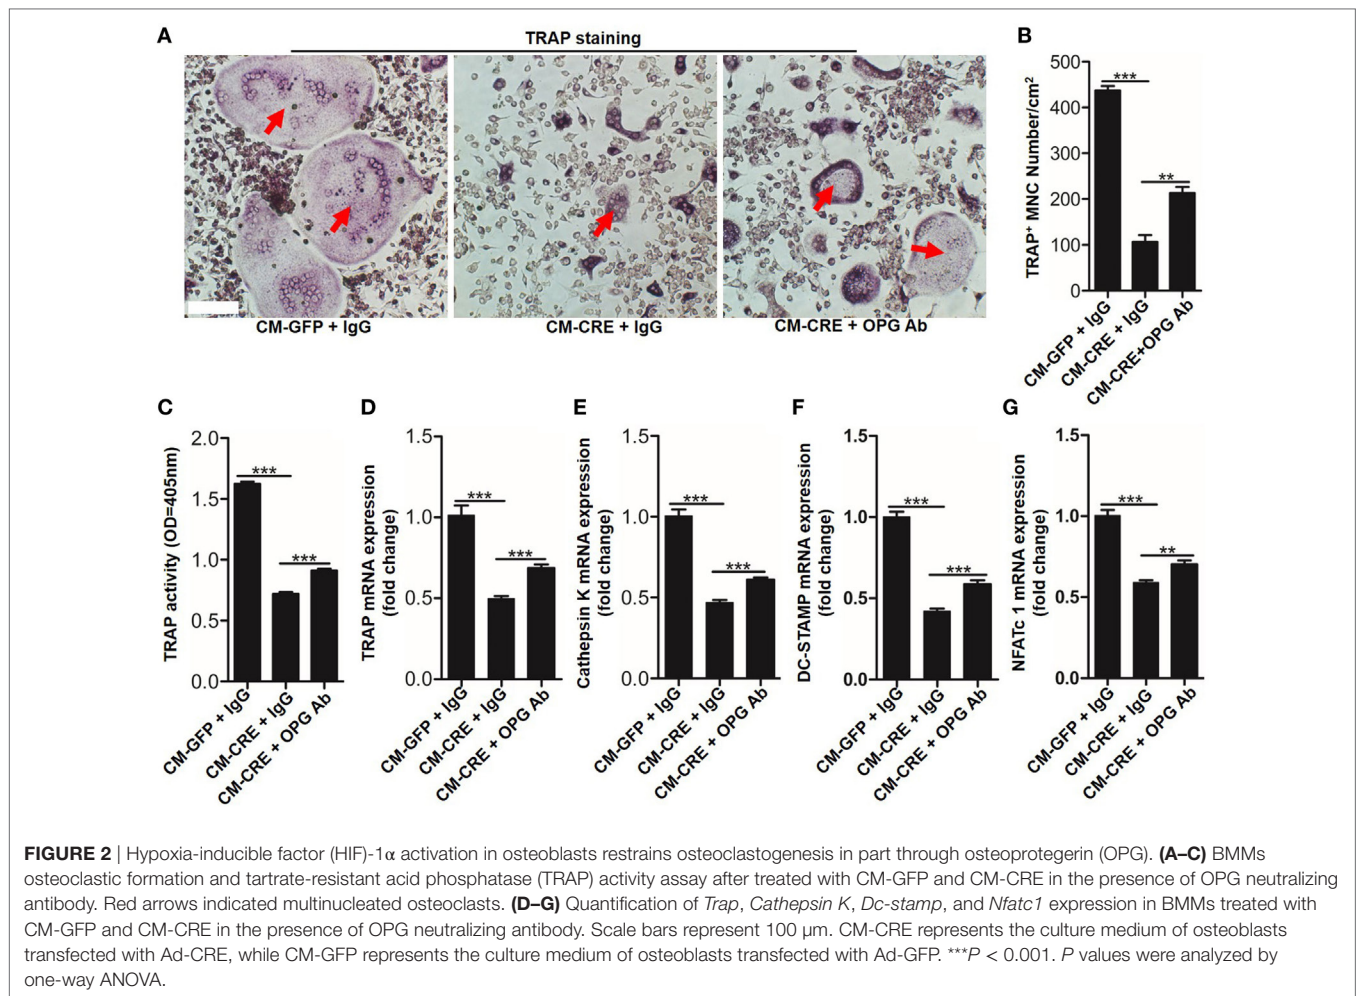 A
TRAP staining
CM-GFP + IgG
CM-CRE + IgG
CM-CRE + OPG Ab
B
TRAP⁺ MNC Number/cm²
500
400
300
200
100
0
***
**
CM-GFP + IgG
CM-CRE + IgG
CM-CRE+OPG Ab
C
TRAP activity (OD=405nm)
2.0
1.5
1.0
0.5
0.0
***
***
CM-GFP + IgG
CM-CRE + IgG
CM-CRE + OPG Ab
D
TRAP mRNA expression
(fold change)
1.5
1.0
0.5
0.0
***
***
CM-GFP + IgG
CM-CRE + IgG
CM-CRE + OPG Ab
E
Cathepsin K mRNA expression
(fold change)
1.5
1.0
0.5
0.0
***
***
CM-GFP + IgG
CM-CRE + IgG
CM-CRE + OPG Ab
F
DC-STAMP mRNA expression
(fold change)
1.5
1.0
0.5
0.0
***
***
CM-GFP + IgG
CM-CRE + IgG
CM-CRE + OPG Ab
G
NFATc 1 mRNA expression
(fold change)
1.5
1.0
0.5
0.0
***
**
CM-GFP + IgG
CM-CRE + IgG
CM-CRE + OPG Ab
FIGURE 2 | Hypoxia-inducible factor (HIF)-1α activation in osteoblasts restrains osteoclastogenesis in part through osteoprotegerin (OPG). (A–C) BMMs
osteoclastic formation and tartrate-resistant acid phosphatase (TRAP) activity assay after treated with CM-GFP and CM-CRE in the presence of OPG neutralizing
antibody. Red arrows indicated multinucleated osteoclasts. (D–G) Quantification of Trap, Cathepsin K, Dc-stamp, and Nfatc1 expression in BMMs treated with
CM-GFP and CM-CRE in the presence of OPG neutralizing antibody. Scale bars represent 100 μm. CM-CRE represents the culture medium of osteoblasts
transfected with Ad-CRE, while CM-GFP represents the culture medium of osteoblasts transfected with Ad-GFP. ***P < 0.001. P values were analyzed by
one-way ANOVA.